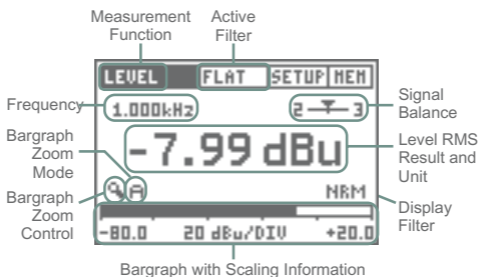 Measurement Function
Active Filter
LEVEL FLAT SETUP MEM
Frequency
1.000kHz
2 3
Signal Balance
Bargraph Zoom Mode
-7.99 dBu
Level RMS Result and Unit
A
NRM
Display Filter
Bargraph Zoom Control
-80.0 20 dBu/DIV +20.0
Bargraph with Scaling Information